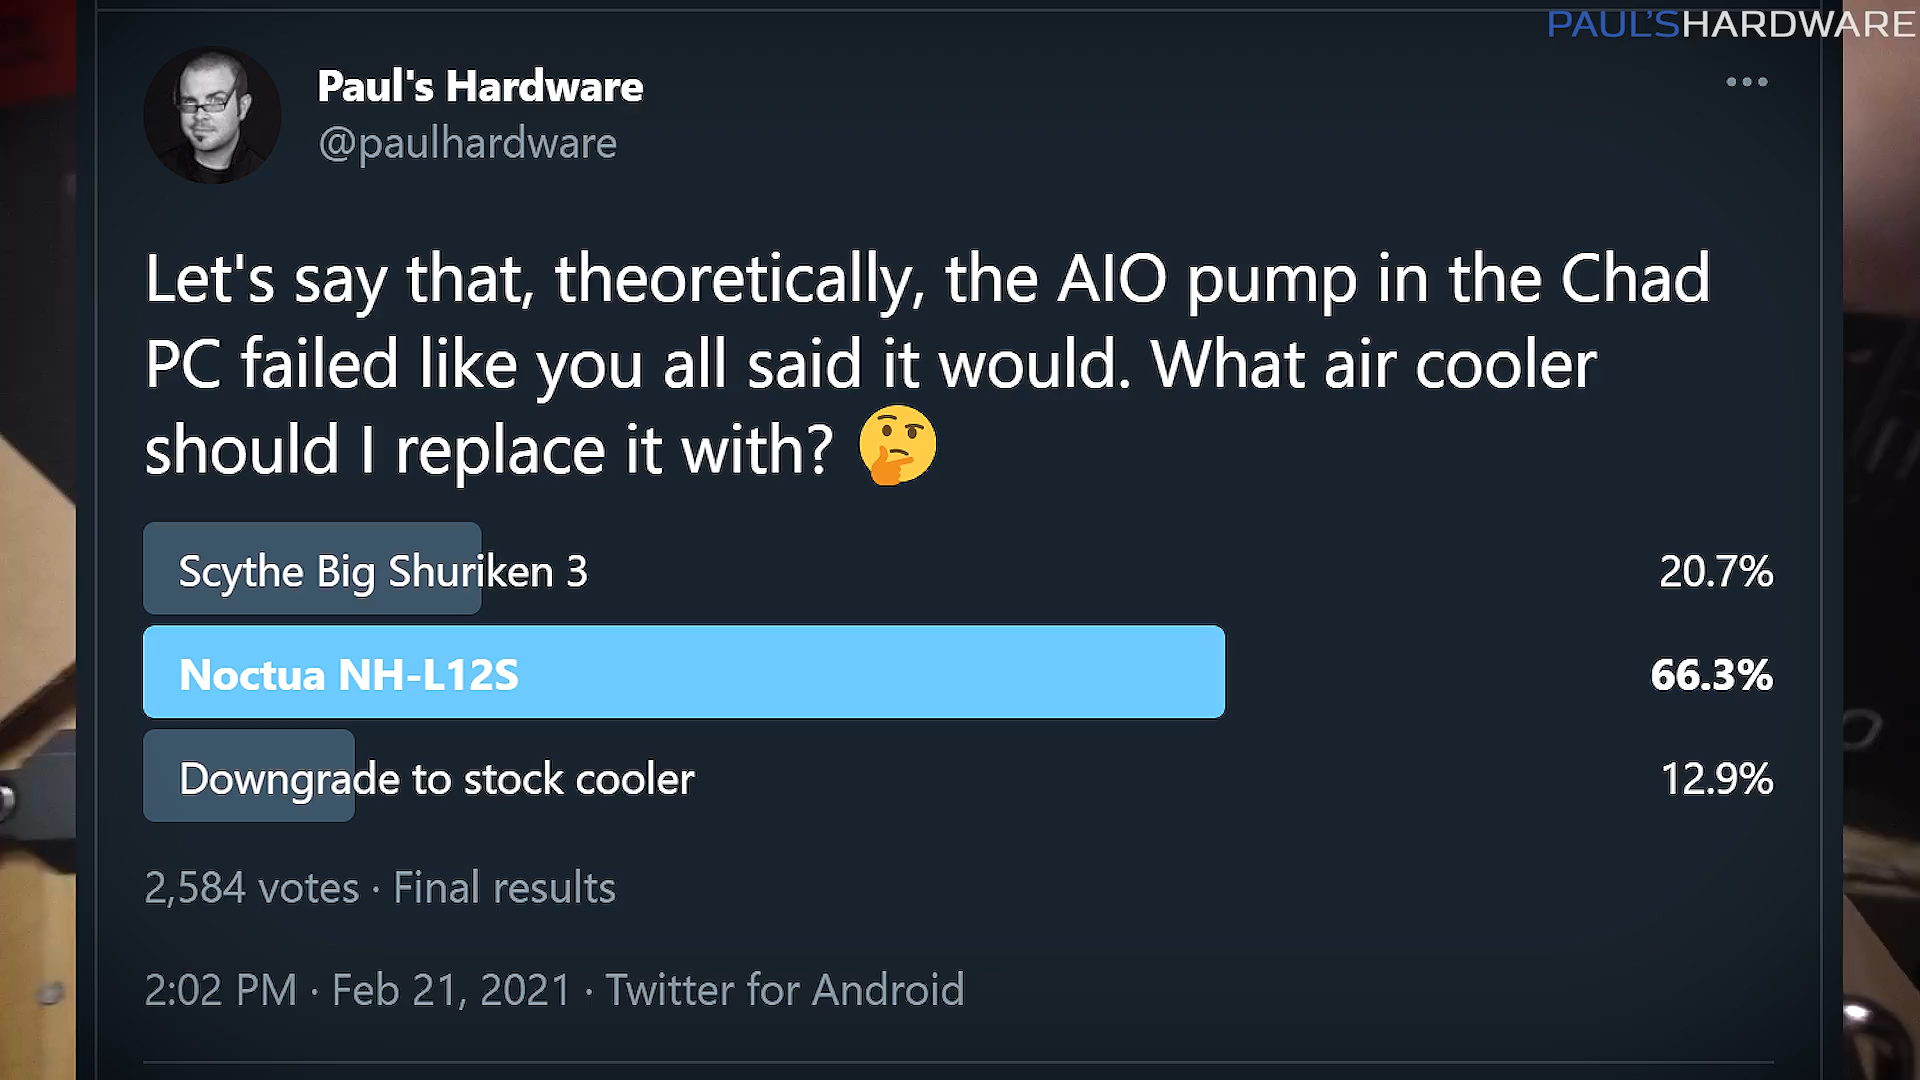 PAUL'SHARDWARE
Paul's Hardware
@paulhardware
Let's say that, theoretically, the AIO pump in the Chad
PC failed like you all said it would. What air cooler
should I replace it with? 🤔
Scythe Big Shuriken 3 20.7%
Noctua NH-L12S 66.3%
Downgrade to stock cooler 12.9%
2,584 votes · Final results
2:02 PM · Feb 21, 2021 · Twitter for Android